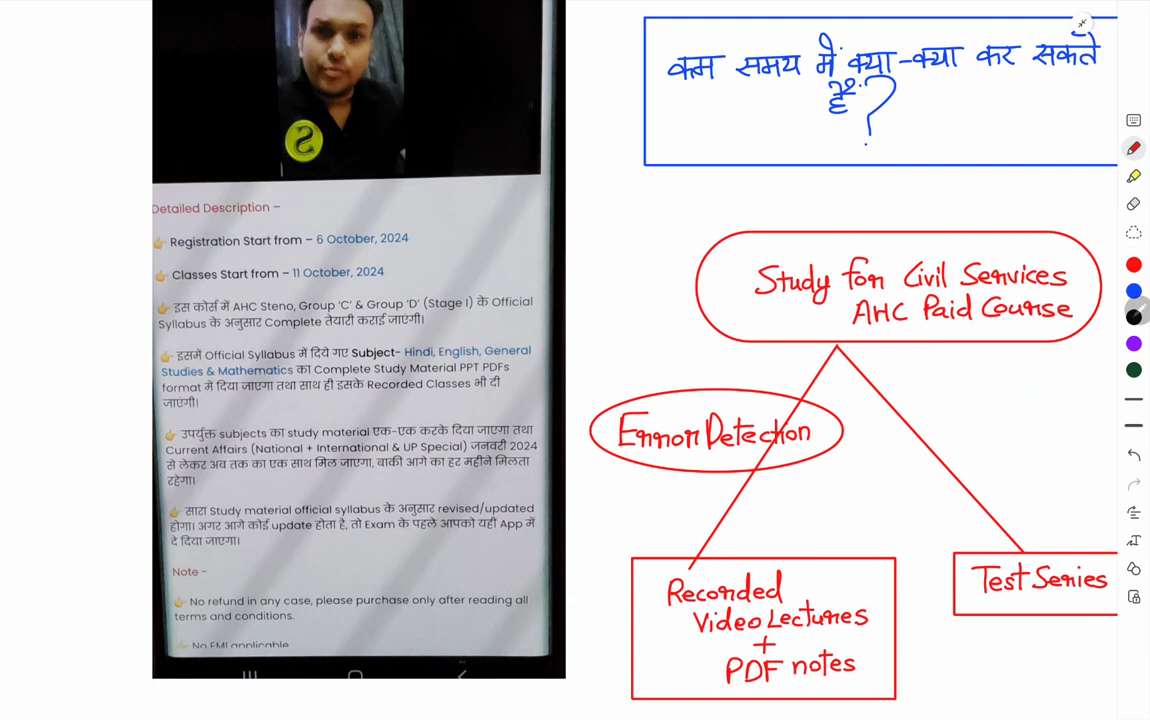 Detailed Description –
👉 Registration Start from – 6 October, 2024
👉 Classes Start from – 11 October, 2024
👉 इस कोर्स में AHC Steno, Group 'C' & Group 'D' (Stage I) के Official
Syllabus के अनुसार Complete तैयारी कराई जाएंगी।
👉 इसमें Official Syllabus में दिये गए Subject- Hindi, English, General
Studies & Mathematics का Complete Study Material PPT PDFs
format में दिया जाएगा तथा साथ ही इसके Recorded Classes भी दी
जाएंगी।
👉 उपर्युक्त subjects का study material एक-एक करके दिया जाएगा तथा
Current Affairs (National + International & UP Special) जनवरी 2024
से लेकर अब तक का एक साथ मिल जाएगा, बाकी आगे का हर महीने मिलता
रहेगा।
👉 सारा Study material official syllabus के अनुसार revised/updated
होगा। अगर आगे कोई update होता है, तो Exam के पहले आपको यहीं App में
दे दिया जाएगा।
Note -
👉 No refund in any case, please purchase only after reading all
terms and conditions.
👉 No EMI applicable
कम समय में क्या-क्या कर सकते
हैं?
Study for Civil Services
AHC Paid Course
Error Detection
Recorded
Video Lectures
+
PDF notes
Test Series